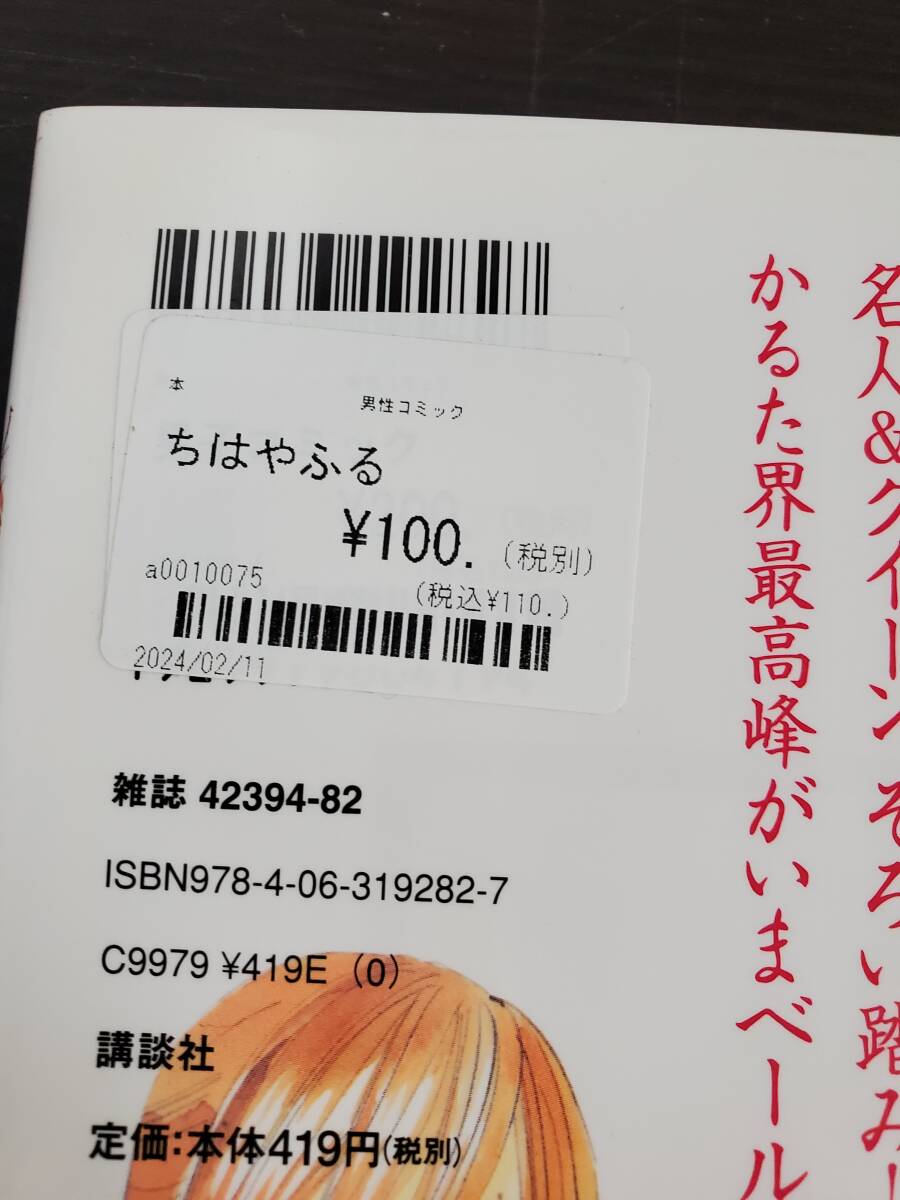 本
男性コミック
ちはやふる
¥100.(税別)
a0010075
(税込¥110.)
2024/02/11
雑誌 42394-82
ISBN978-4-06-319282-7
C9979 ¥419E (0)
講談社
定価:本体419円(税別)
名人&クイーン、そろい踏み!
かるた界最高峰がいまベール